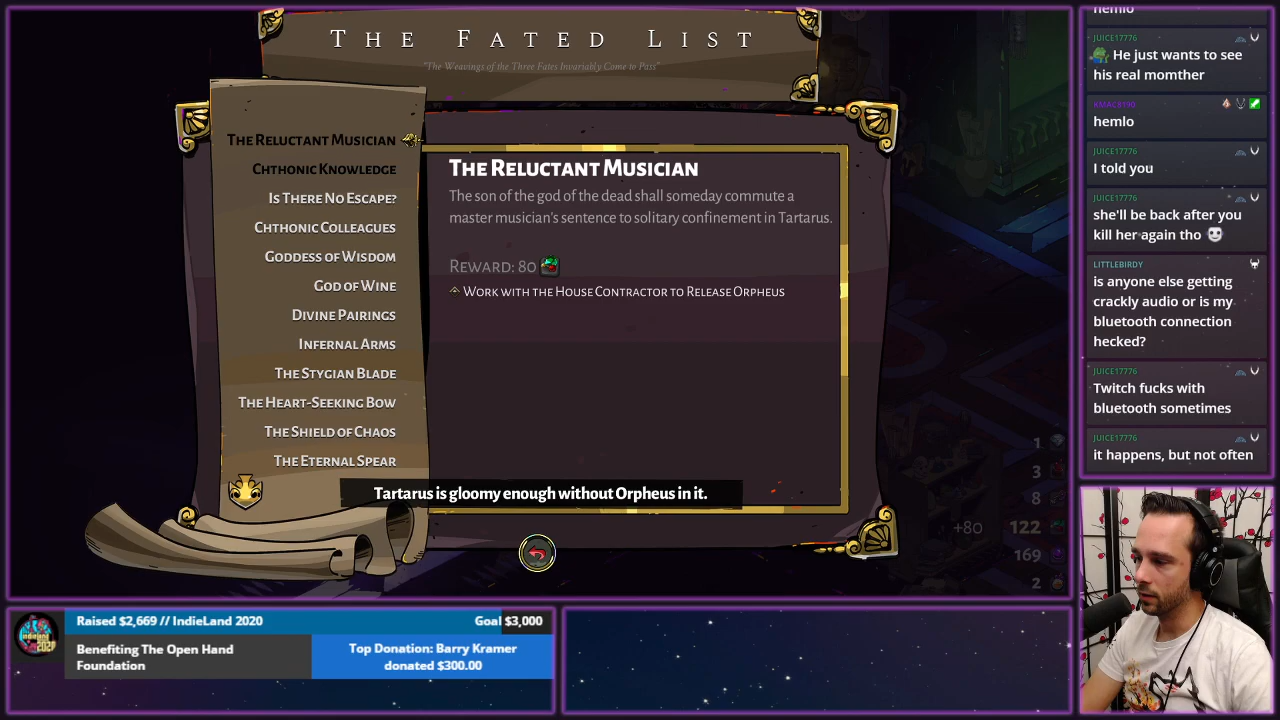 THE FATED LIST
"The Weavings of the Three Fates Invariably Come to Pass"
THE RELUCTANT MUSICIAN
CHTHONIC KNOWLEDGE
IS THERE NO ESCAPE?
CHTHONIC COLLEAGUES
GODDESS OF WISDOM
GOD OF WINE
DIVINE PAIRINGS
INFERNAL ARMS
THE STYGIAN BLADE
THE HEART-SEEKING BOW
THE SHIELD OF CHAOS
THE ETERNAL SPEAR
THE RELUCTANT MUSICIAN
The son of the god of the dead shall someday commute a
master musician's sentence to solitary confinement in Tartarus.
REWARD: 80
WORK WITH THE HOUSE CONTRACTOR TO RELEASE ORPHEUS
Tartarus is gloomy enough without Orpheus in it.
1
3
8
+80 122
169
2
hemlo
JUICE17776
He just wants to see
his real momther
KMAC8190
hemlo
JUICE17776
I told you
JUICE17776
she'll be back after you
kill her again tho
LITTLEBIRDY
is anyone else getting
crackly audio or is my
bluetooth connection
hecked?
JUICE17776
Twitch fucks with
bluetooth sometimes
JUICE17776
it happens, but not often
Raised $2,669 // IndieLand 2020
Goal $3,000
Benefiting The Open Hand
Foundation
Top Donation: Barry Kramer
donated $300.00